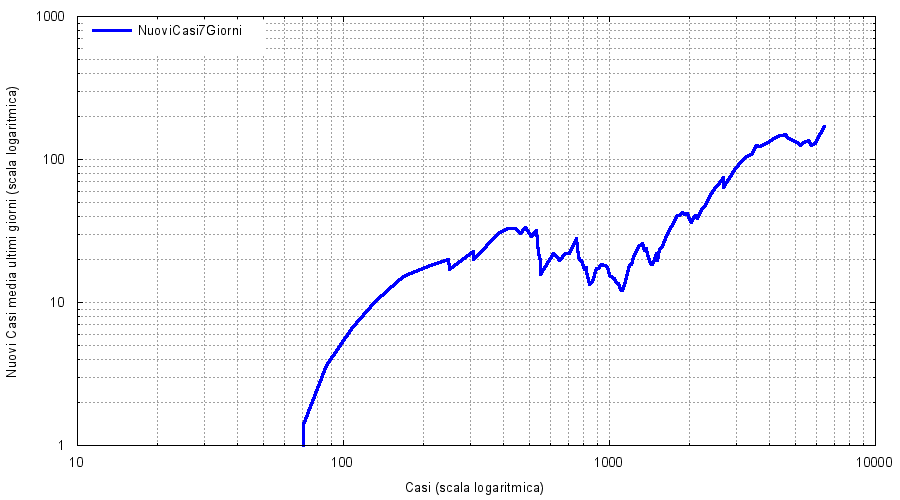 1000
NuoviCasi7Giorni
100
10
1
10
100
1000
10000
Nuovi Casi media ultimi giorni (scala logaritmica)
Casi (scala logaritmica)